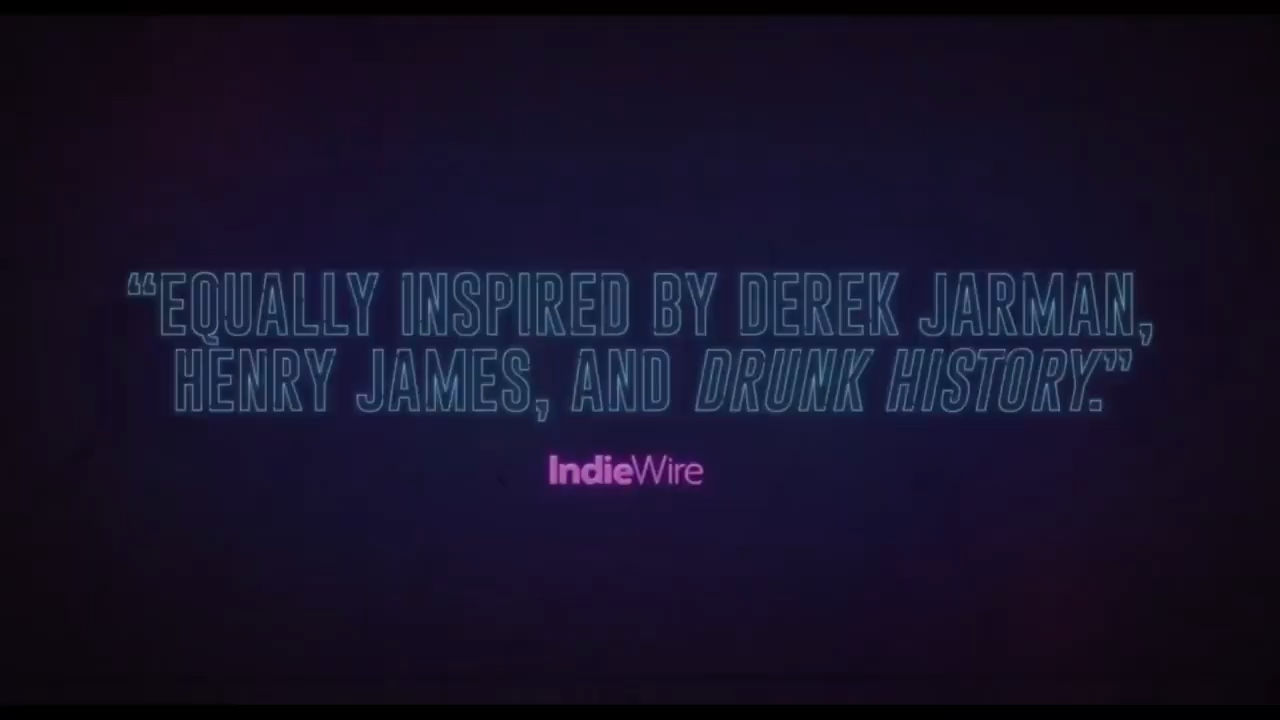 “EQUALLY INSPIRED BY DEREK JARMAN,
HENRY JAMES, AND DRUNK HISTORY.”
IndieWire